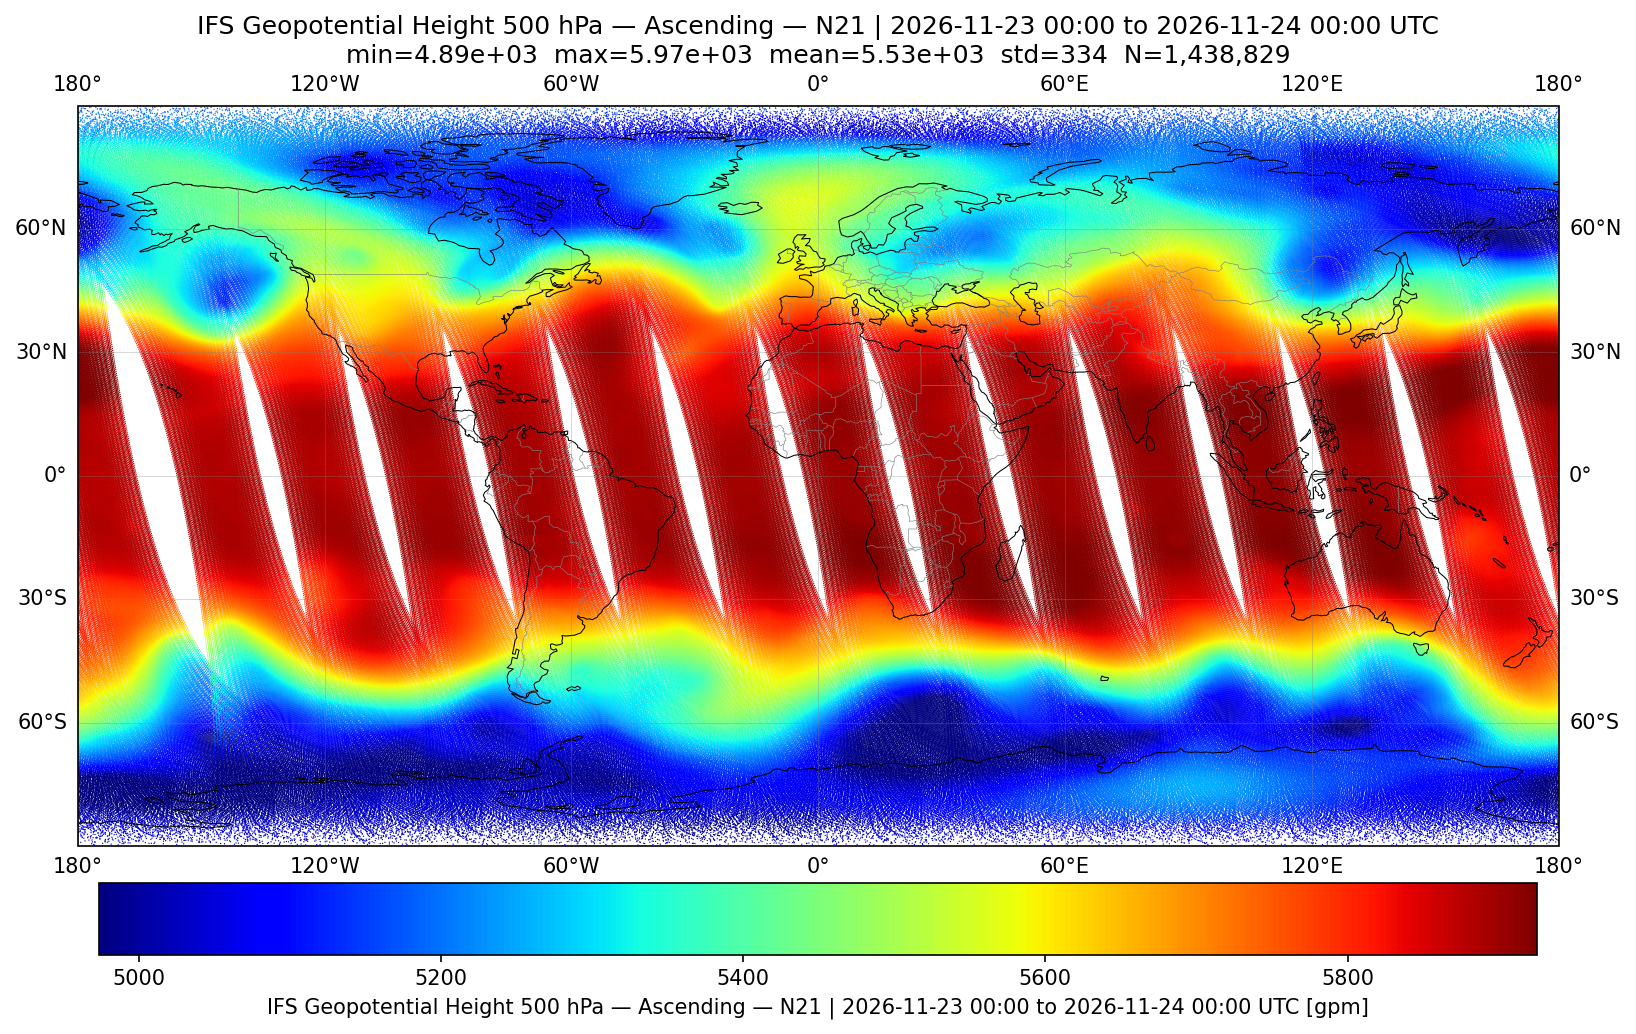 IFS Geopotential Height 500 hPa — Ascending — N21 | 2026-11-23 00:00 to 2026-11-24 00:00 UTC
min=4.89e+03 max=5.97e+03 mean=5.53e+03 std=334 N=1,438,829
180° 120°W 60°W 0° 60°E 120°E 180°
60°N 60°N
30°N 30°N
0° 0°
30°S 30°S
60°S 60°S
180° 120°W 60°W 0° 60°E 120°E 180°
5000 5200 5400 5600 5800
IFS Geopotential Height 500 hPa — Ascending — N21 | 2026-11-23 00:00 to 2026-11-24 00:00 UTC [gpm]